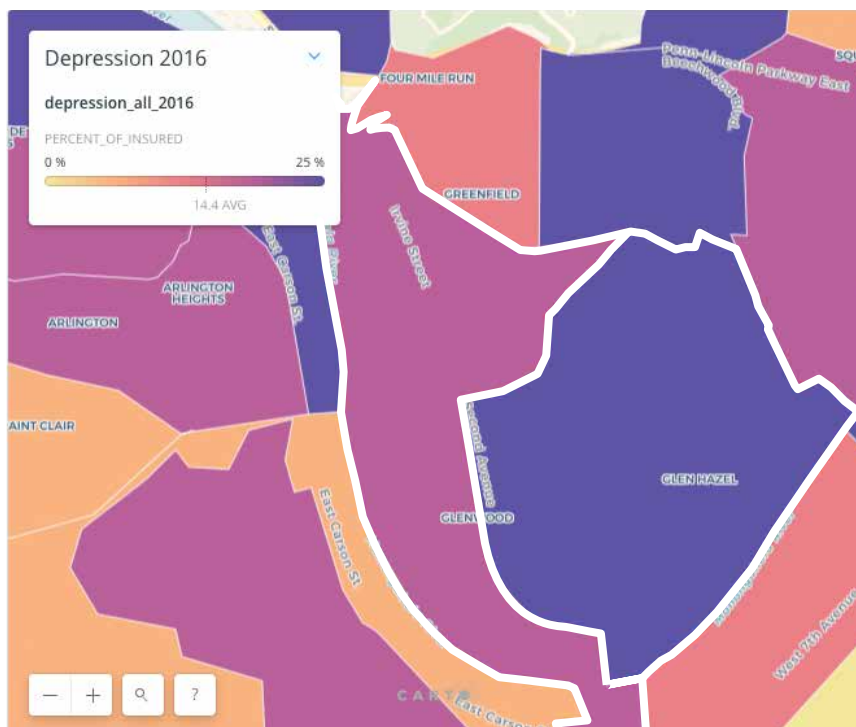 Depression 2016
depression_all_2016
PERCENT_OF_INSURED
0 %
25 %
14.4 AVG
FOUR MILE RUN
Penn-Lincoln Parkway East
Beechwood Blvd.
SQU
GREENFIELD
Irvine Street
East Carson St.
ARLINGTON
HEIGHTS
ARLINGTON
AINT CLAIR
Second Avenue
GLEN HAZEL
GLENWOOD
East Carson St
West 7th Avenue
CARTO
East Carson
− + ?